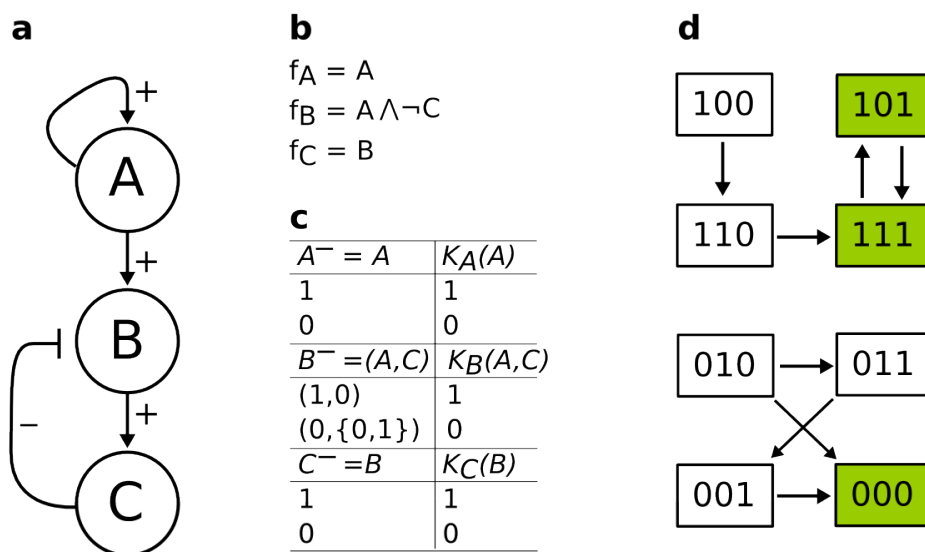 a
+
A
+
B
+
–
C
b
fA = A
fB = A ∧¬C
fC = B
c
A– = A KA(A)
1 1
0 0
B– =(A,C) KB(A,C)
(1,0) 1
(0,{0,1}) 0
C– =B KC(B)
1 1
0 0
d
100 101
110 111
010 011
001 000